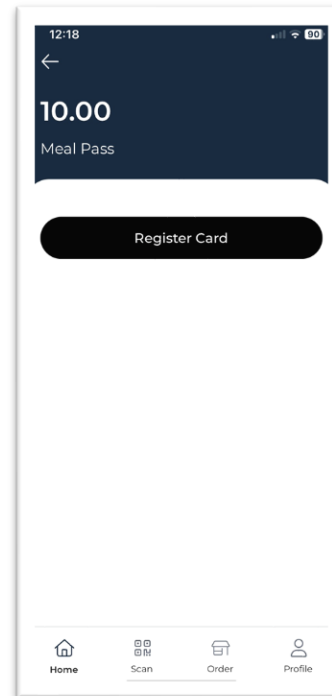 12:18
90
10.00
Meal Pass
Register Card
Home
Scan
Order
Profile